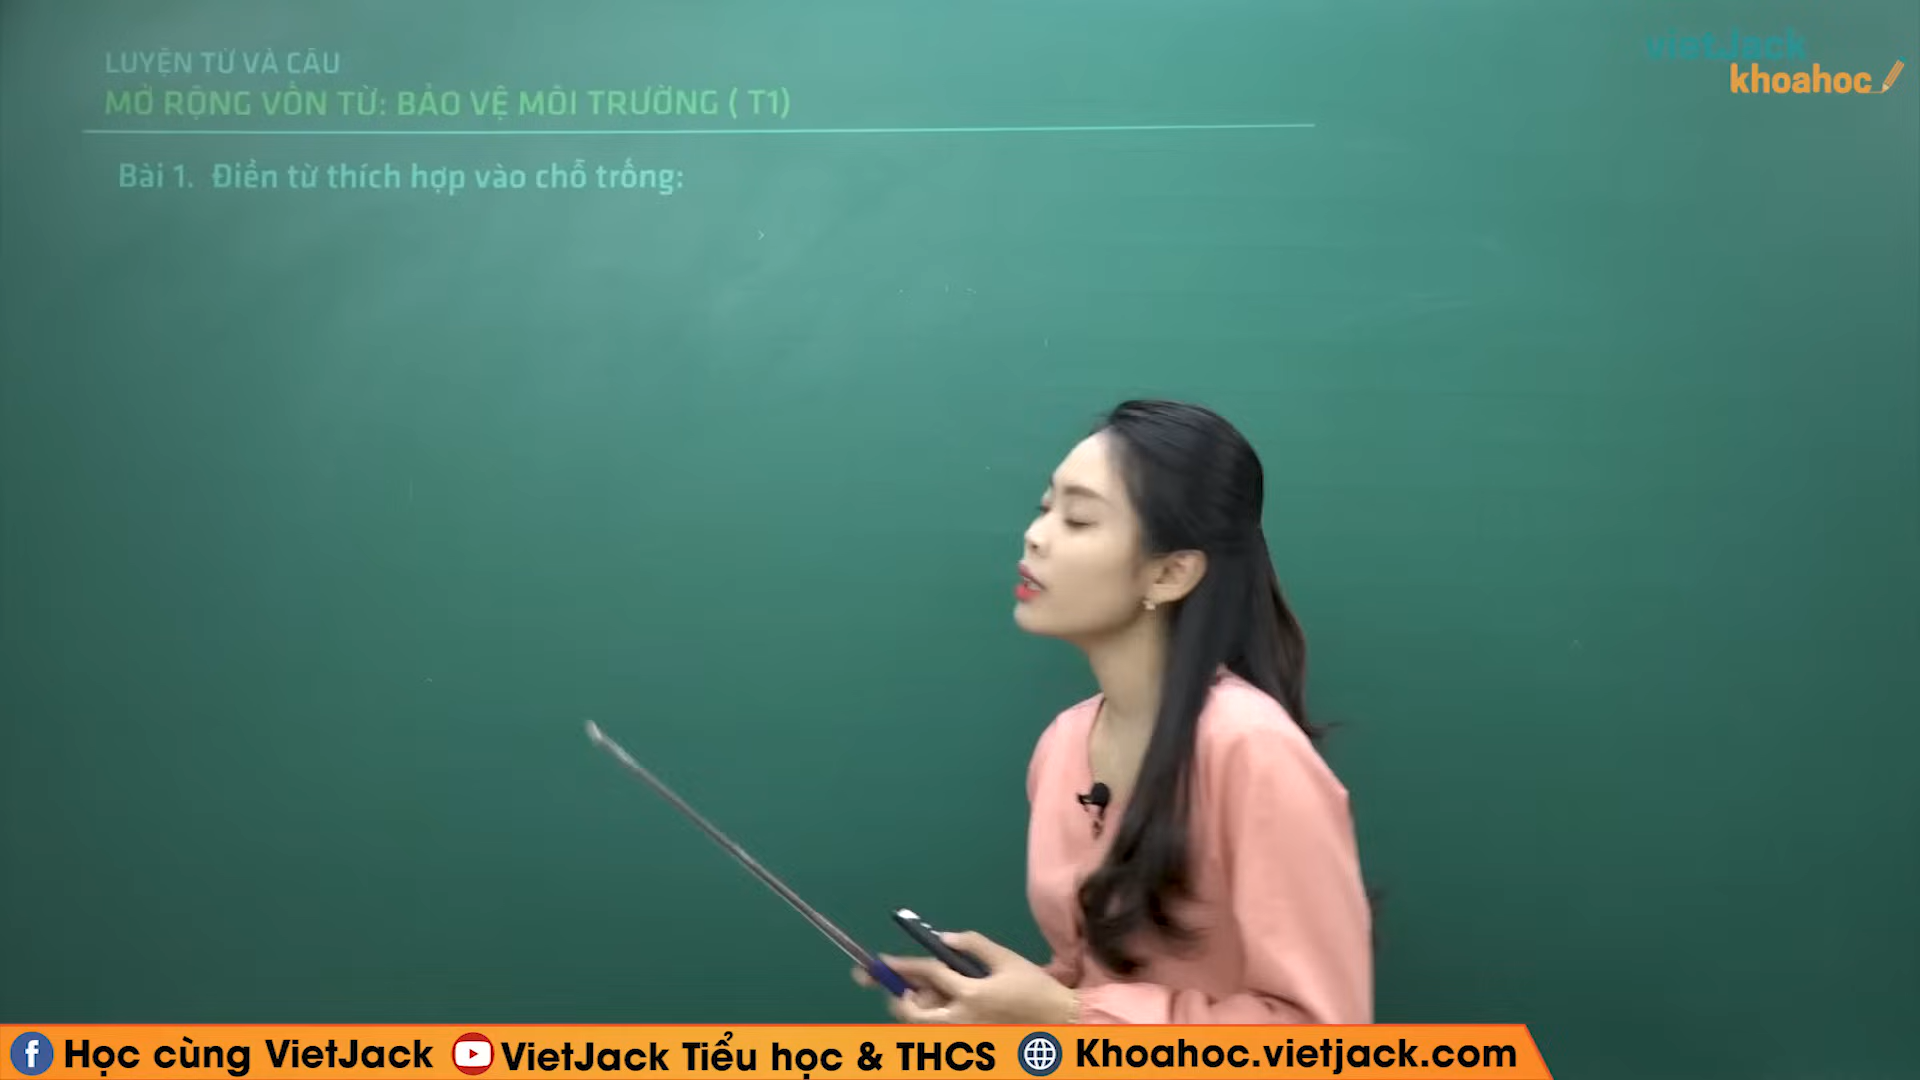 LUYỆN TỪ VÀ CÂU
MỞ RỘNG VỐN TỪ: BẢO VỆ MÔI TRƯỜNG ( T1)
Bài 1. Điền từ thích hợp vào chỗ trống:
vietJack
khoahoc
Học cùng VietJack
VietJack Tiểu học & THCS
Khoahoc.vietjack.com